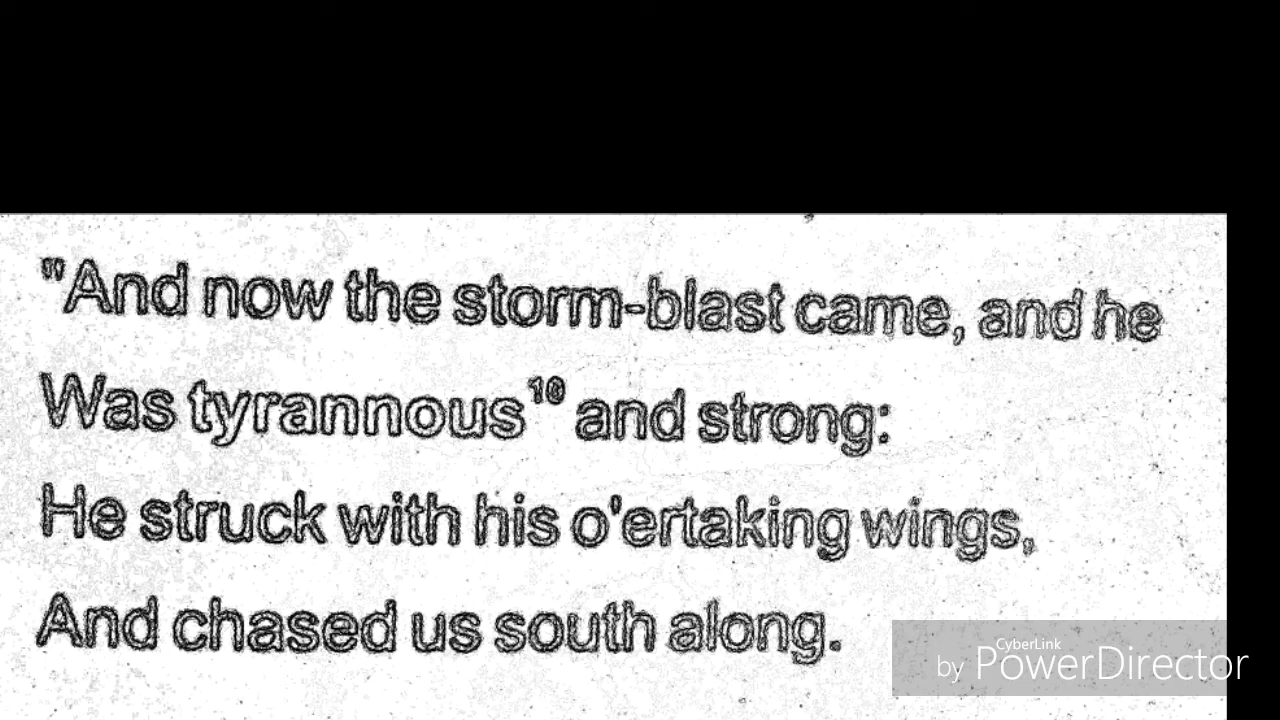 "And now the storm-blast came, and he
Was tyrannous¹⁰ and strong:
He struck with his o'ertaking wings,
And chased us south along.
CyberLink
by PowerDirector